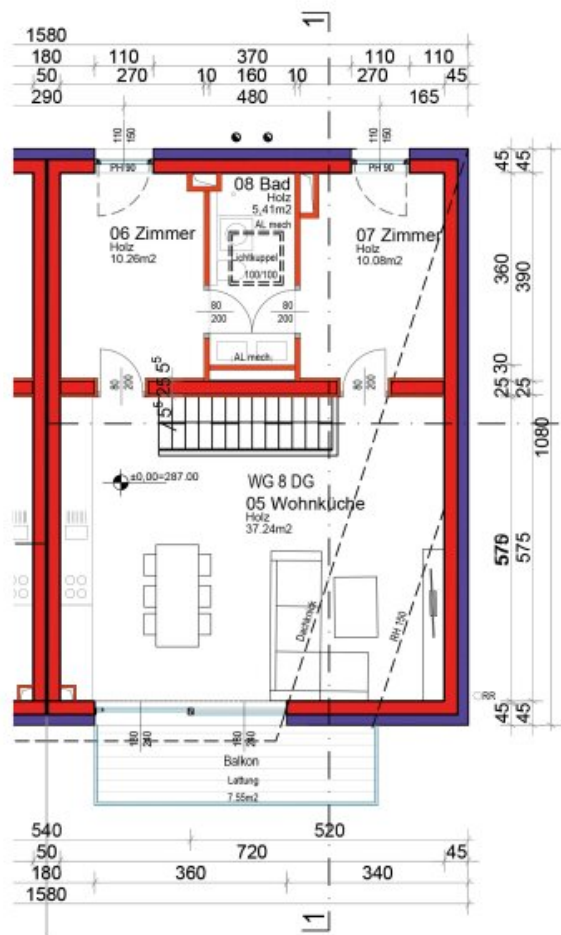 1
1580
180 110 370 110 110
50 270 10 160 10 270 45
290 480 165
110
150
110
150
PH 90
PH 90
45
45
08 Bad
Holz
5,41m2
AL mech
06 Zimmer
Holz
10.26m2
07 Zimmer
Holz
10.08m2
Lichtkuppel
100/100
360
390
80
200
80
200
AL mech.
80
200
80
200
30
25
25
1080
±0,00=287.00
WG 8 DG
05 Wohnküche
Holz
37.24m2
575
575
Dachknick
RH 150
RR
45
45
180
240
180
240
Balkon
Lattung
7.55m2
540 520
50 720 45
180 360 340
1580
1